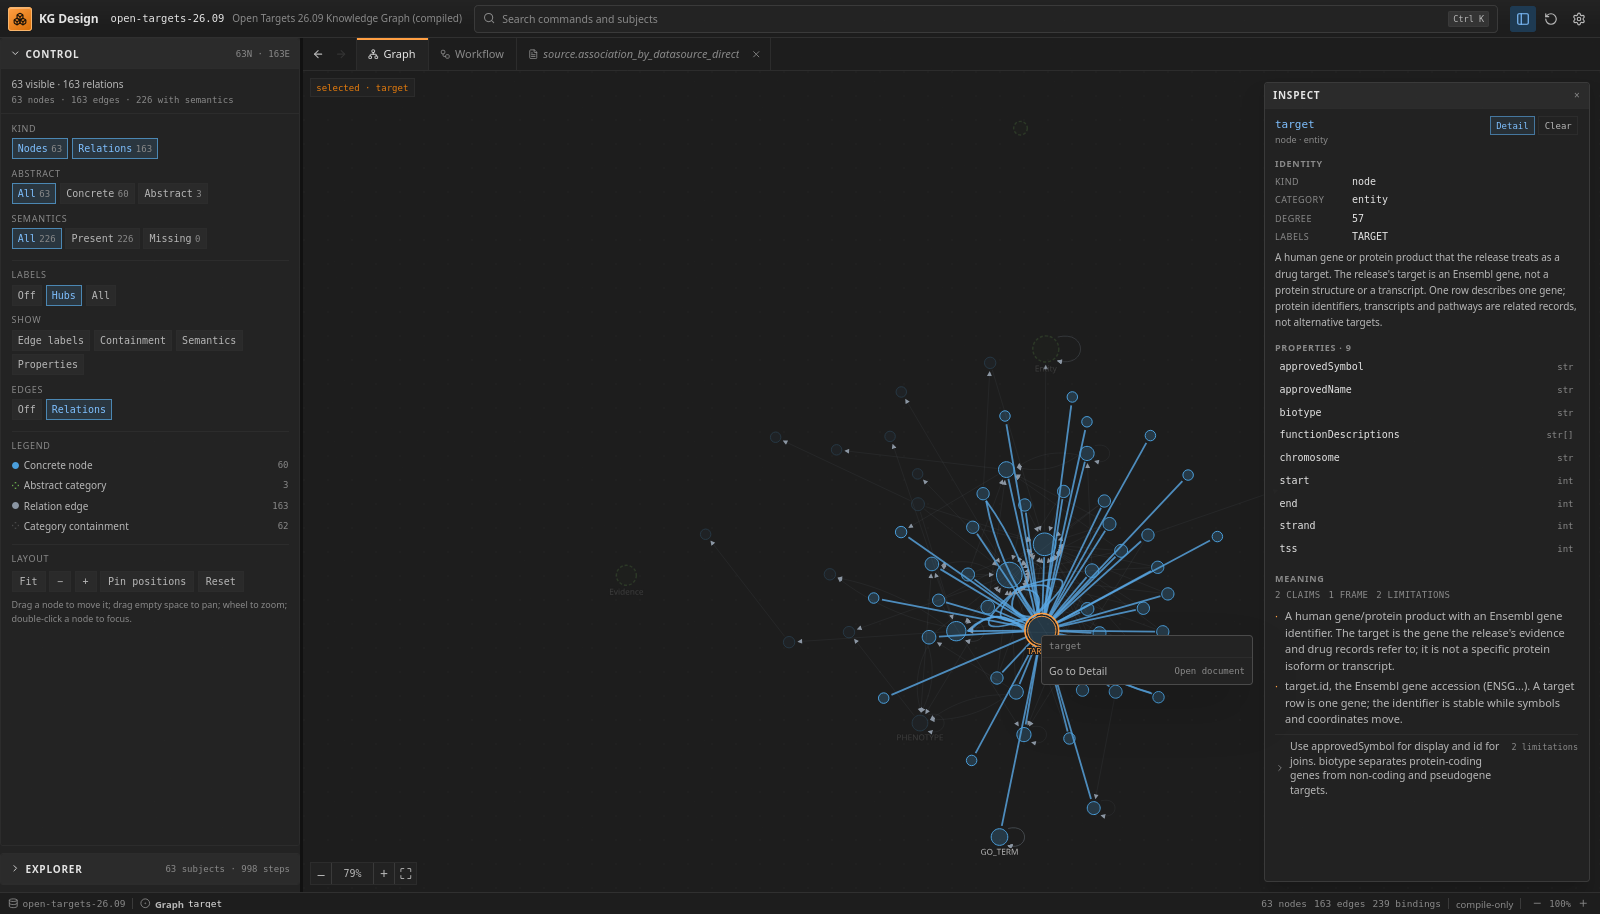 KG Design open-targets-26.09 Open Targets 26.09 Knowledge Graph (compiled) Search commands and subjects Ctrl K
CONTROL 63N · 163E
63 visible · 163 relations
63 nodes · 163 edges · 226 with semantics
KIND
Nodes 63 Relations 163
ABSTRACT
All 63 Concrete 60 Abstract 3
SEMANTICS
All 226 Present 226 Missing 0
LABELS
Off Hubs All
SHOW
Edge labels Containment Semantics
Properties
EDGES
Off Relations
LEGEND
Concrete node 60
Abstract category 3
Relation edge 163
Category containment 62
LAYOUT
Fit − + Pin positions Reset
Drag a node to move it; drag empty space to pan; wheel to zoom;
double-click a node to focus.
EXPLORER 63 subjects · 998 steps
Graph Workflow source.association_by_datasource_direct ×
selected · target
Entity
Evidence
TAR
target
Go to Detail Open document
PHENOTYPE
GO_TERM
− 79% +
INSPECT ×
target Detail Clear
node · entity
IDENTITY
KIND node
CATEGORY entity
DEGREE 57
LABELS TARGET
A human gene or protein product that the release treats as a
drug target. The release's target is an Ensembl gene, not a
protein structure or a transcript. One row describes one gene;
protein identifiers, transcripts and pathways are related records,
not alternative targets.
PROPERTIES · 9
approvedSymbol str
approvedName str
biotype str
functionDescriptions str[]
chromosome str
start int
end int
strand int
tss int
MEANING
2 CLAIMS 1 FRAME 2 LIMITATIONS
· A human gene/protein product with an Ensembl gene
identifier. The target is the gene the release's evidence
and drug records refer to; it is not a specific protein
isoform or transcript.
· target.id, the Ensembl gene accession (ENSG…). A target
row is one gene; the identifier is stable while symbols
and coordinates move.
Use approvedSymbol for display and id for 2 limitations
joins. biotype separates protein-coding
genes from non-coding and pseudogene
targets.
open-targets-26.09 Graph target 63 nodes 163 edges 239 bindings compile-only − 100% +